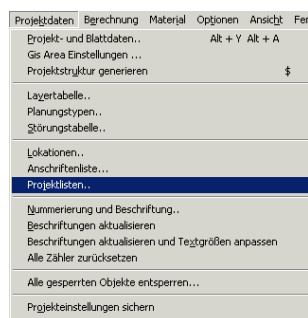 Projektdaten Berechnung Material Optionen Ansicht Fen
Projekt- und Blattdaten.. Alt + Y Alt + A
Gis Area Einstellungen ...
Projektstruktur generieren $
Layertabelle..
Planungstypen..
Störungstabelle..
Lokationen..
Anschriftenliste...
Projektlisten..
Nummerierung und Beschriftung..
Beschriftungen aktualisieren
Beschriftungen aktualisieren und Textgrößen anpassen
Alle Zähler zurücksetzen
Alle gesperrten Objekte entsperren...
Projekteinstellungen sichern